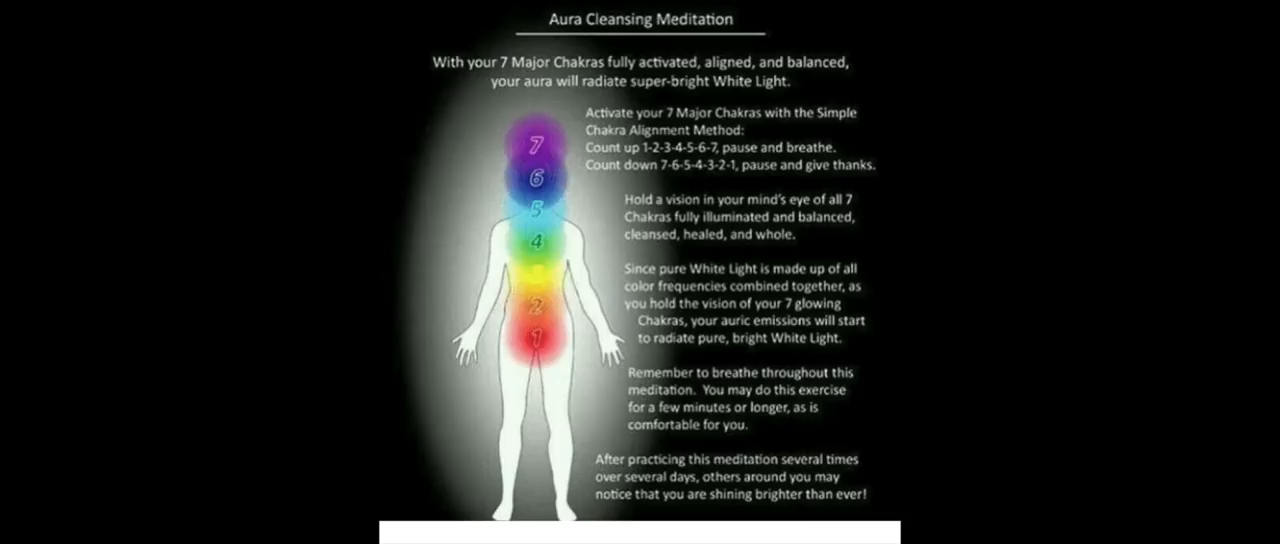 Aura Cleansing Meditation
With your 7 Major Chakras fully activated, aligned, and balanced,
your aura will radiate super-bright White Light.
Activate your 7 Major Chakras with the Simple
Chakra Alignment Method:
Count up 1-2-3-4-5-6-7, pause and breathe.
Count down 7-6-5-4-3-2-1, pause and give thanks.
Hold a vision in your mind's eye of all 7
Chakras fully illuminated and balanced,
cleansed, healed, and whole.
Since pure White Light is made up of all
color frequencies combined together, as
you hold the vision of your 7 glowing
Chakras, your auric emissions will start
to radiate pure, bright White Light.
Remember to breathe throughout this
meditation. You may do this exercise
for a few minutes or longer, as is
comfortable for you.
After practicing this meditation several times
over several days, others around you may
notice that you are shining brighter than ever!
7
6
5
4
2
1